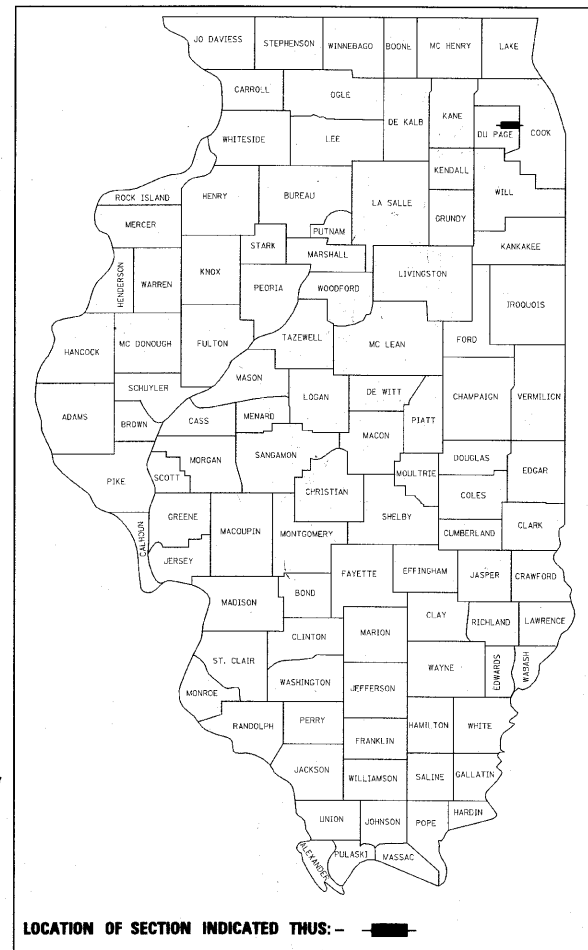 JO DAVIESS
STEPHENSON
WINNEBAGO
BOONE
MC HENRY
LAKE
CARROLL
OGLE
DE KALB
KANE
DU PAGE
COOK
WHITESIDE
LEE
KENDALL
WILL
ROCK ISLAND
HENRY
BUREAU
LA SALLE
GRUNDY
MERCER
PUTNAM
STARK
MARSHALL
KANKAKEE
HENDERSON
WARREN
KNOX
PEORIA
WOODFORD
LIVINGSTON
IROQUOIS
HANCOCK
MC DONOUGH
FULTON
TAZEWELL
MC LEAN
FORD
SCHUYLER
MASON
LOGAN
DE WITT
CHAMPAIGN
VERMILION
ADAMS
BROWN
CASS
MENARD
PIATT
MACON
PIKE
SCOTT
MORGAN
SANGAMON
CHRISTIAN
MOULTRIE
DOUGLAS
EDGAR
COLES
CALHOUN
GREENE
MACOUPIN
MONTGOMERY
SHELBY
CUMBERLAND
CLARK
JERSEY
FAYETTE
EFFINGHAM
JASPER
CRAWFORD
MADISON
BOND
CLAY
RICHLAND
LAWRENCE
CLINTON
MARION
ST. CLAIR
WASHINGTON
WAYNE
EDWARDS
WABASH
MONROE
JEFFERSON
RANDOLPH
PERRY
HAMILTON
WHITE
FRANKLIN
JACKSON
WILLIAMSON
SALINE
GALLATIN
UNION
JOHNSON
POPE
HARDIN
ALEXANDER
PULASKI
MASSAC
LOCATION OF SECTION INDICATED THUS: -